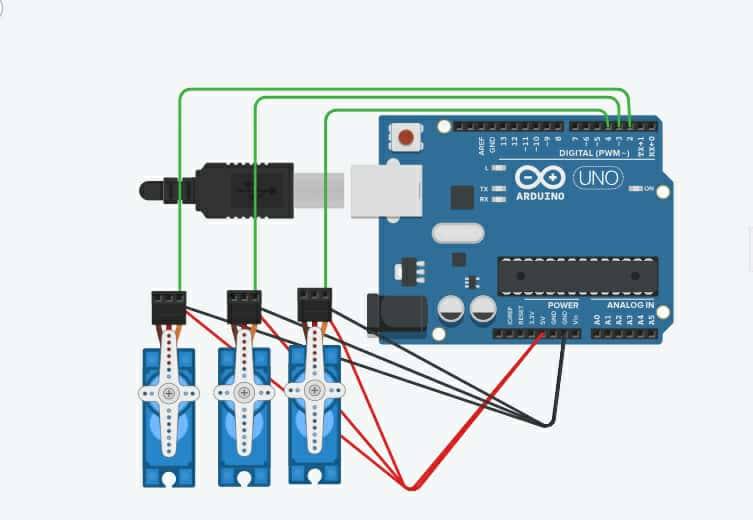 AREF
GND
13
12
~11
~10
~9
8
7
~6
~5
4
~3
2
TX→1
RX←0
DIGITAL (PWM~)
L
TX
RX
UNO
ARDUINO
ON
POWER
ANALOG IN
IOREF
RESET
3.3V
5V
GND
GND
Vin
A0
A1
A2
A3
A4
A5